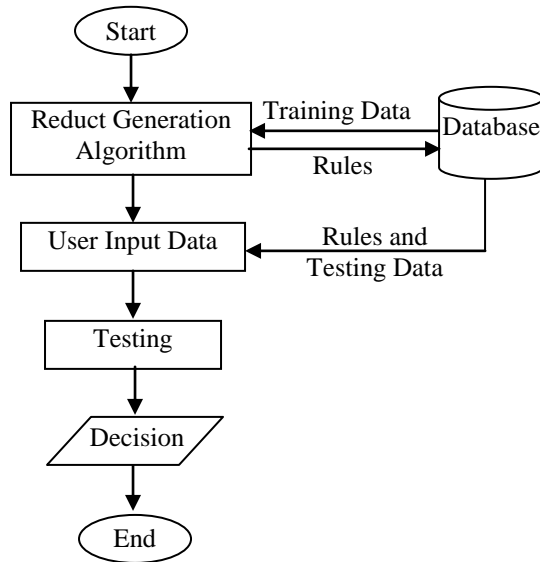 Start
Reduct Generation
Algorithm
Training Data
Database
Rules
User Input Data
Rules and
Testing Data
Testing
Decision
End